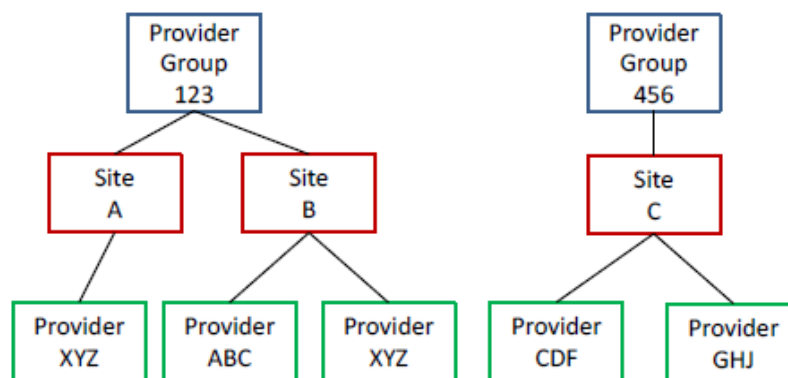 Provider
Group
123
Provider
Group
456
Site
A
Site
B
Site
C
Provider
XYZ
Provider
ABC
Provider
XYZ
Provider
CDF
Provider
GHJ